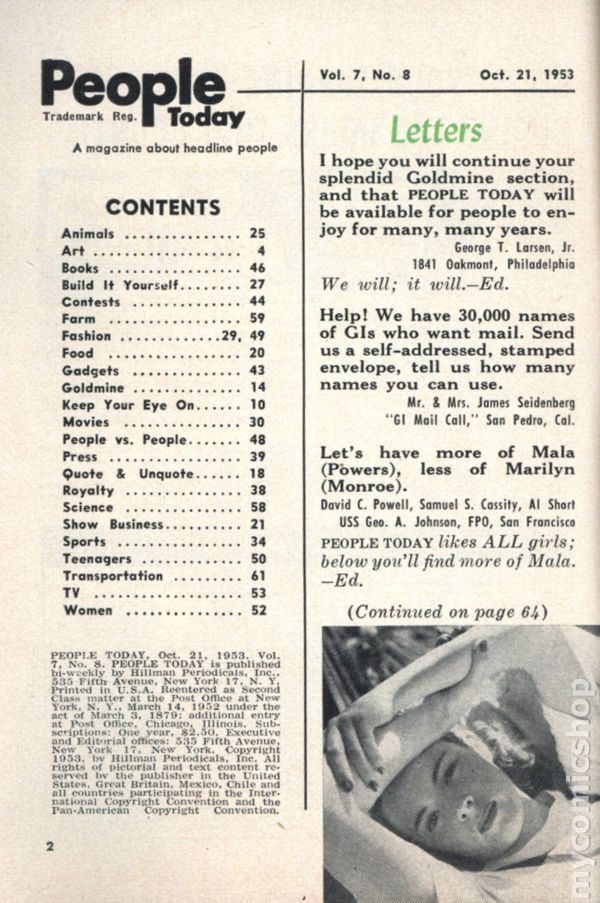 People
Today
Trademark Reg.
A magazine about headline people
CONTENTS
Animals ............... 25
Art ................... 4
Books ................. 46
Build It Yourself........ 27
Contests ............... 44
Farm ................. 59
Fashion .............29, 49
Food .................. 20
Gadgets ............... 43
Goldmine .............. 14
Keep Your Eye On...... 10
Movies ................ 30
People vs. People....... 48
Press .................. 39
Quote & Unquote...... 18
Royalty ............... 38
Science ............... 58
Show Business.......... 21
Sports ................ 34
Teenagers ............. 50
Transportation .......... 61
TV .................... 53
Women ............... 52
PEOPLE TODAY, Oct. 21, 1953. Vol.
7, No. 8. PEOPLE TODAY is published
bi-weekly by Hillman Periodicals, Inc.,
535 Fifth Avenue, New York 17, N. Y.
Printed in U.S.A. Reentered as Second
Class matter at the Post Office at New
York, N. Y., March 14, 1952 under the
act of March 3, 1879: additional entry
at Post Office, Chicago, Illinois. Sub-
scriptions: One year, $2.50. Executive
and Editorial offices: 535 Fifth Avenue,
New York 17, New York. Copyright
1953, by Hillman Periodicals, Inc. All
rights of pictorial and text content re-
served by the publisher in the United
States, Great Britain, Mexico, Chile and
all countries participating in the Inter-
national Copyright Convention and the
Pan-American Copyright Convention.
2
Vol. 7, No. 8 Oct. 21, 1953
Letters
I hope you will continue your
splendid Goldmine section,
and that PEOPLE TODAY will
be available for people to en-
joy for many, many years.
George T. Larsen, Jr.
1841 Oakmont, Philadelphia
We will; it will.—Ed.
Help! We have 30,000 names
of GIs who want mail. Send
us a self-addressed, stamped
envelope, tell us how many
names you can use.
Mr. & Mrs. James Seidenberg
"GI Mail Call," San Pedro, Cal.
Let's have more of Mala
(Powers), less of Marilyn
(Monroe).
David C. Powell, Samuel S. Cassity, Al Short
USS Geo. A. Johnson, FPO, San Francisco
PEOPLE TODAY likes ALL girls;
below you'll find more of Mala.
—Ed.
(Continued on page 64)
mycomicshop